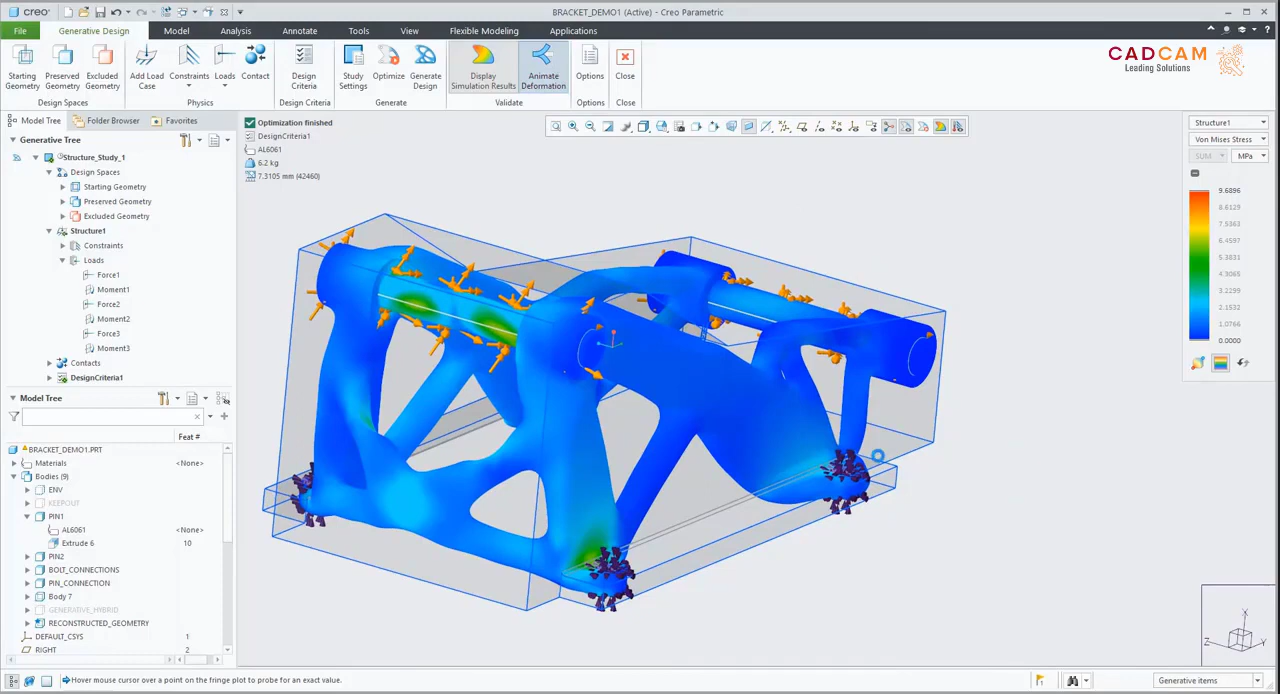 creo
BRACKET_DEMO1 (Active) - Creo Parametric
File Generative Design Model Analysis Annotate Tools View Flexible Modeling Applications
Starting Geometry
Preserved Geometry
Excluded Geometry
Design Spaces
Add Load Case
Constraints
Loads
Contact
Physics
Design Criteria
Design Criteria
Study Settings
Optimize
Generate Design
Generate
Display Simulation Results
Animate Deformation
Validate
Options
Options
Close
Close
CADCAM
Leading Solutions
Model Tree Folder Browser Favorites
Generative Tree
Structure_Study_1
Design Spaces
Starting Geometry
Preserved Geometry
Excluded Geometry
Structure1
Constraints
Loads
Force1
Moment1
Force2
Moment2
Force3
Moment3
Contacts
DesignCriteria1
Model Tree
Feat #
BRACKET_DEMO1.PRT
Materials <None>
Bodies (9)
ENV
KEEPOUT
PIN1
AL6061 <None>
Extrude 6 10
PIN2
BOLT_CONNECTIONS
PIN_CONNECTION
Body 7
GENERATIVE_HYBRID
RECONSTRUCTED_GEOMETRY
DEFAULT_CSYS 1
RIGHT 2
Optimization finished
DesignCriteria1
AL6061
6.2 kg
7.3105 mm (42460)
Structure1
Von Mises Stress
SUM MPa
9.6896
8.6129
7.5363
6.4597
5.3831
4.3065
3.2298
2.1532
1.0766
0.0000
X
Z Y
Hover mouse cursor over a point on the fringe plot to probe for an exact value.
Generative items